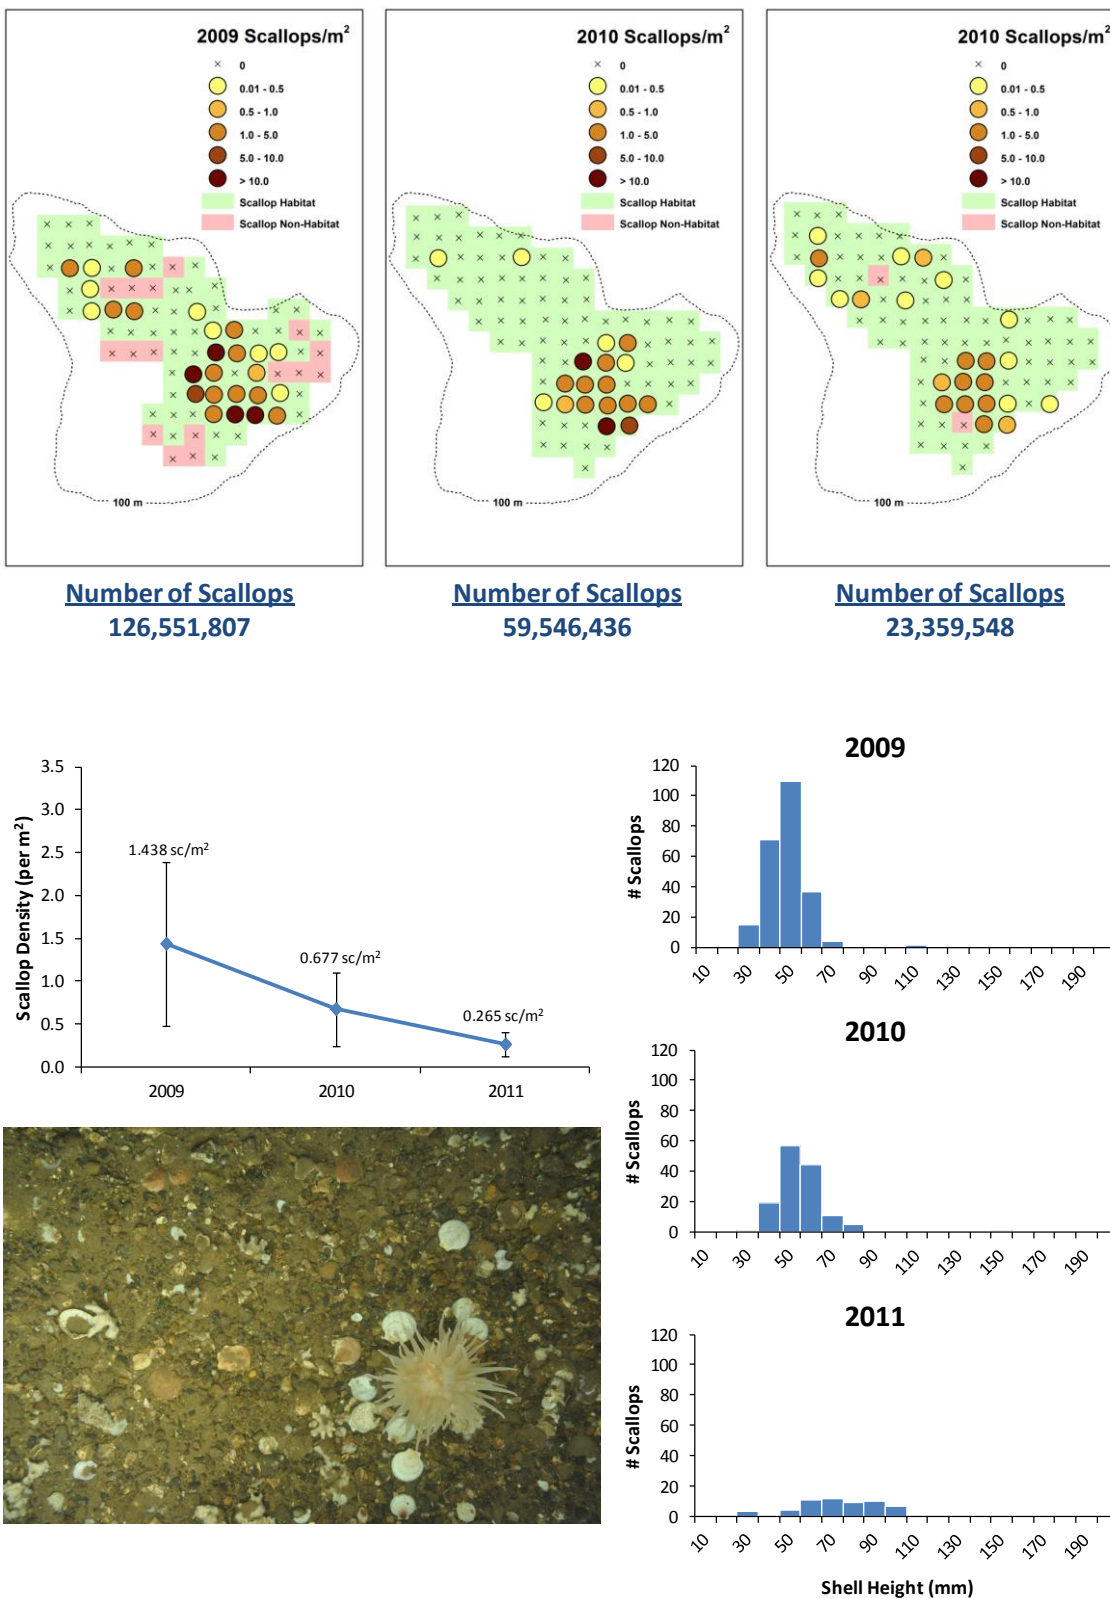 2009 Scallops/m²
0
0.01 - 0.5
0.5 - 1.0
1.0 - 5.0
5.0 - 10.0
> 10.0
Scallop Habitat
Scallop Non-Habitat
100 m
2010 Scallops/m²
0
0.01 - 0.5
0.5 - 1.0
1.0 - 5.0
5.0 - 10.0
> 10.0
Scallop Habitat
Scallop Non-Habitat
100 m
2010 Scallops/m²
0
0.01 - 0.5
0.5 - 1.0
1.0 - 5.0
5.0 - 10.0
> 10.0
Scallop Habitat
Scallop Non-Habitat
100 m
Number of Scallops
126,551,807
Number of Scallops
59,546,436
Number of Scallops
23,359,548
Scallop Density (per m²)
3.5
3.0
2.5
2.0
1.5
1.0
0.5
0.0
1.438 sc/m²
0.677 sc/m²
0.265 sc/m²
2009 2010 2011
2009
# Scallops
120
100
80
60
40
20
0
10 30 50 70 90 110 130 150 170 190
2010
# Scallops
120
100
80
60
40
20
0
10 30 50 70 90 110 130 150 170 190
2011
# Scallops
120
100
80
60
40
20
0
10 30 50 70 90 110 130 150 170 190
Shell Height (mm)